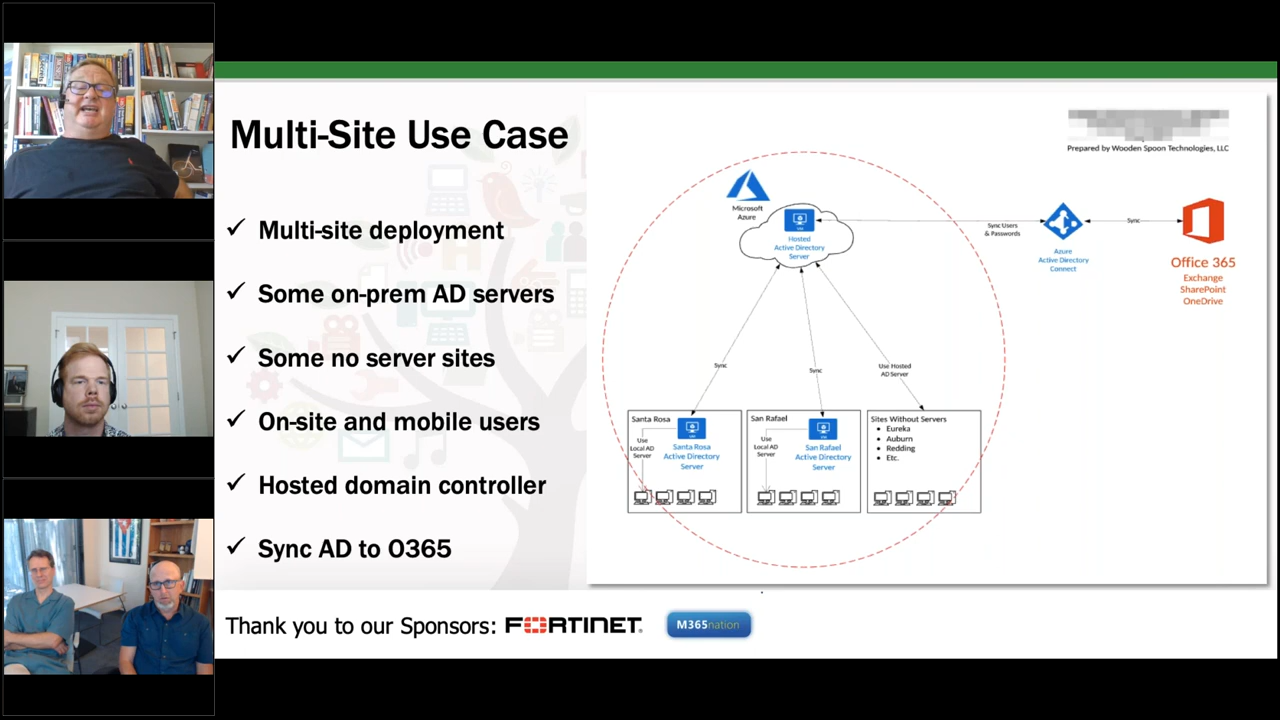 Multi-Site Use Case
✓ Multi-site deployment
✓ Some on-prem AD servers
✓ Some no server sites
✓ On-site and mobile users
✓ Hosted domain controller
✓ Sync AD to O365
Prepared by Wooden Spoon Technologies, LLC
Microsoft
Azure
Hosted
Active Directory
Server
Sync Users
& Passwords
Azure
Active Directory
Connect
Sync
Office 365
Exchange
SharePoint
OneDrive
Sync
Sync
Use Hosted
AD Server
Santa Rosa
Use
Local AD
Server
Santa Rosa
Active Directory
Server
San Rafael
Use
Local AD
Server
San Rafael
Active Directory
Server
Sites Without Servers
• Eureka
• Auburn
• Redding
• Etc.
Thank you to our Sponsors: FORTINET® M365nation